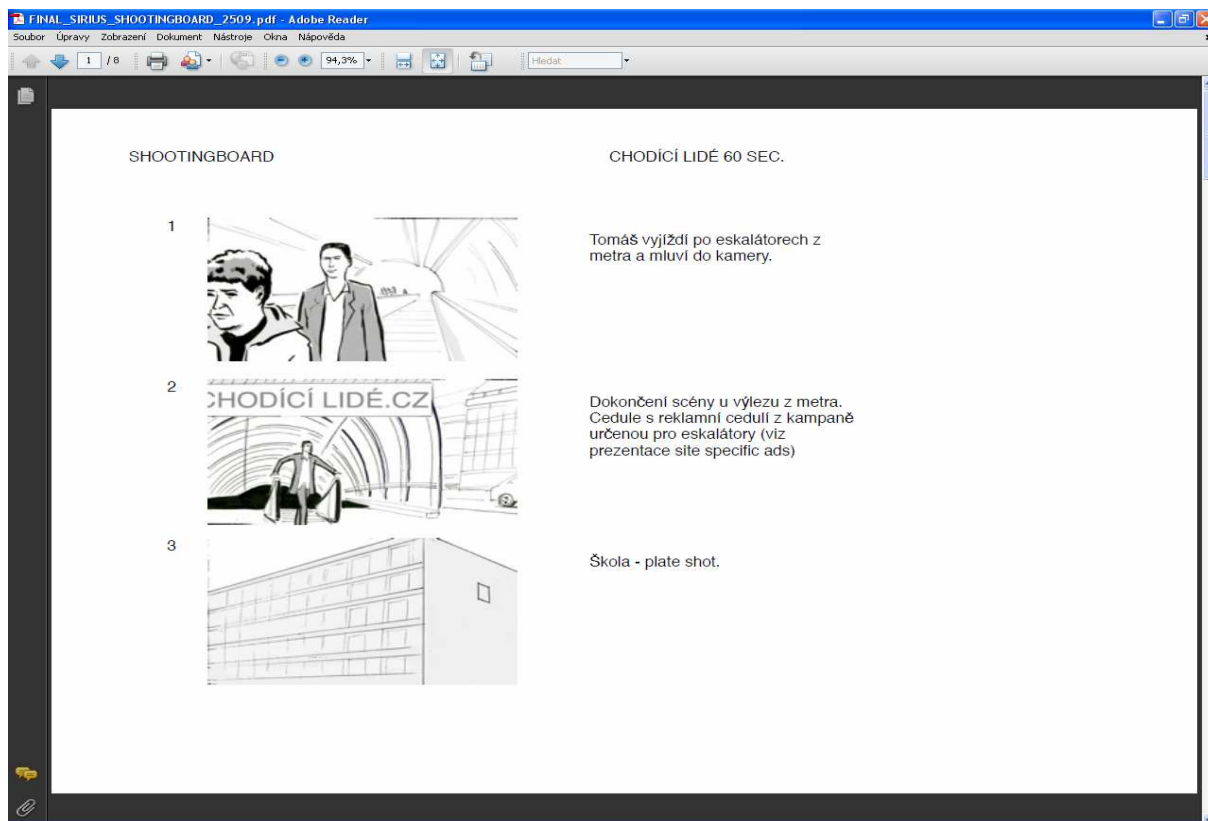 FINAL_SIRIUS_SHOOTINGBOARD_2509.pdf - Adobe Reader
Soubor Úpravy Zobrazení Dokument Nástroje Okna Nápověda
1 / 8 94,3% Hledat
SHOOTINGBOARD CHODÍCÍ LIDÉ 60 SEC.
1
Tomáš vyjíždí po eskalátorech z
metra a mluví do kamery.
2
CHODÍCÍ LIDÉ.CZ
Dokončení scény u výlezu z metra.
Cedule s reklamní cedulí z kampaně
určenou pro eskalátory (viz
prezentace site specific ads)
3
Škola - plate shot.